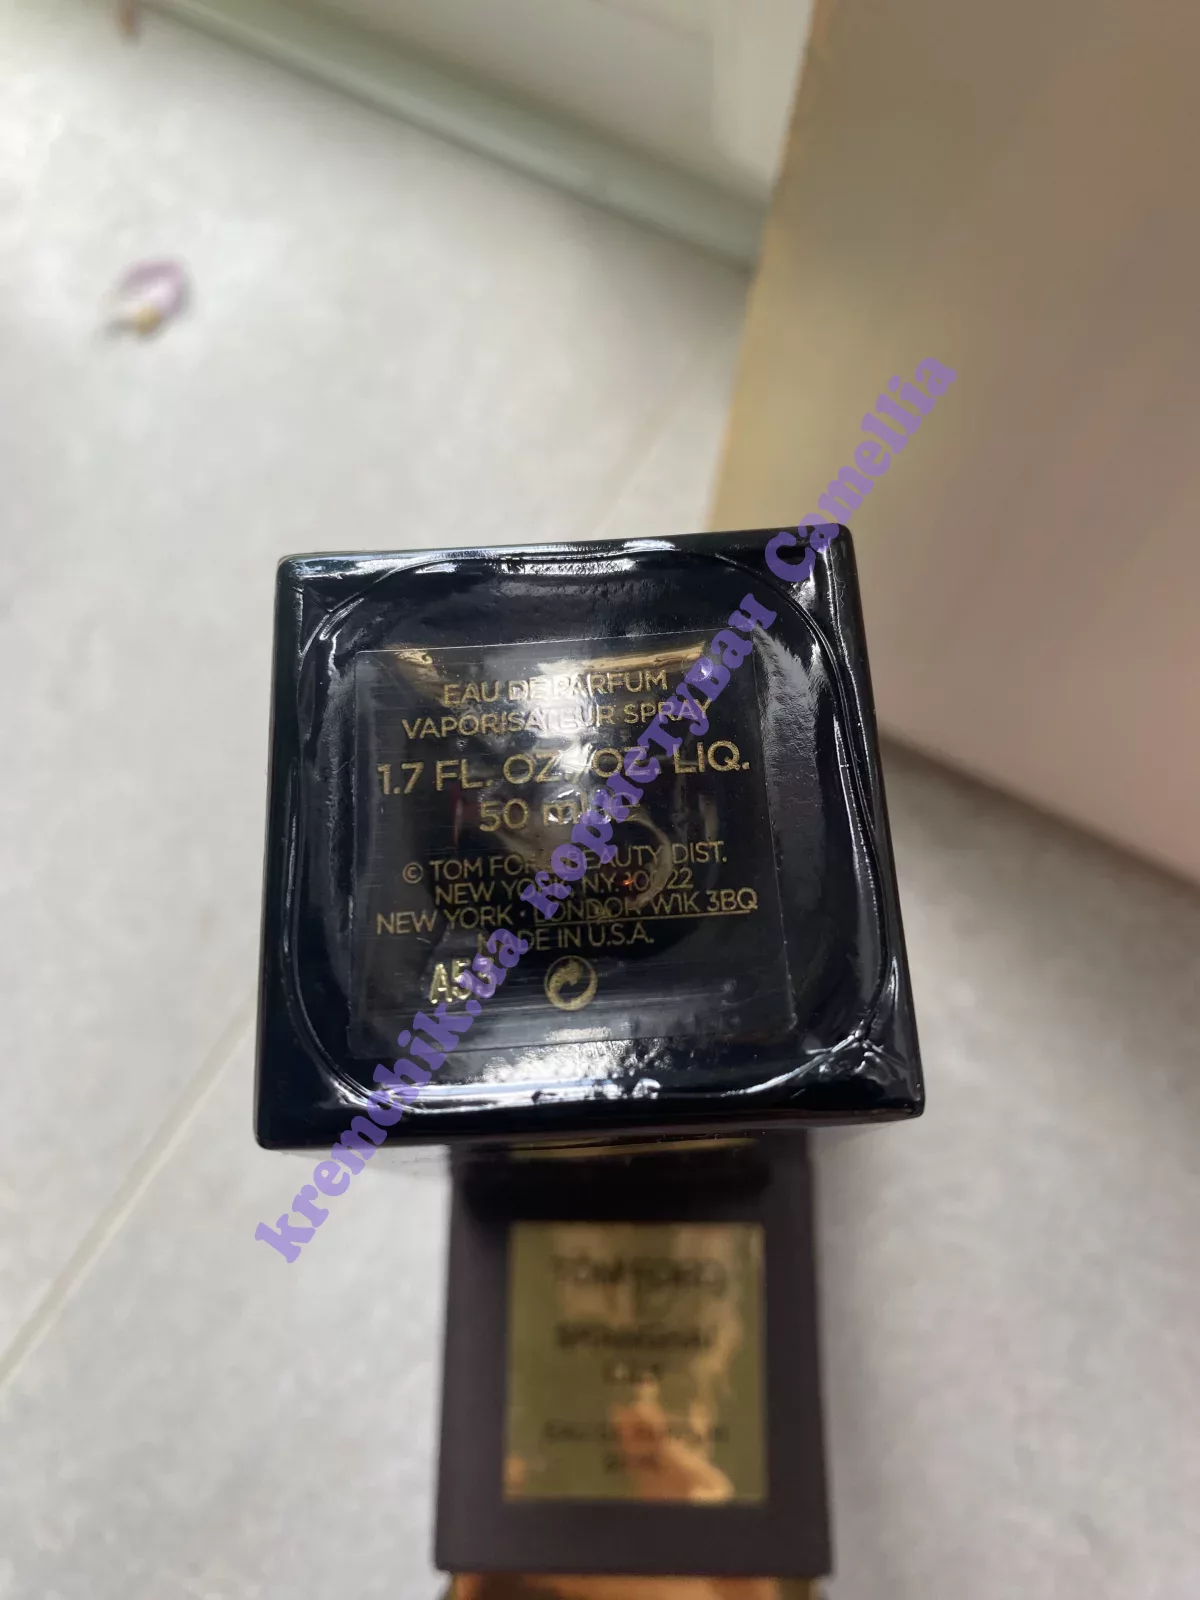 EAU DE PARFUM
VAPORISATEUR SPRAY
1.7 FL. OZ./OZ. LIQ.
50 ml ℮
© TOM FORD BEAUTY DIST.
NEW YORK, N.Y. 10022
NEW YORK · LONDON W1K 3BQ
MADE IN U.S.A.
kremchik.ua користувач Camellia
TOM FORD